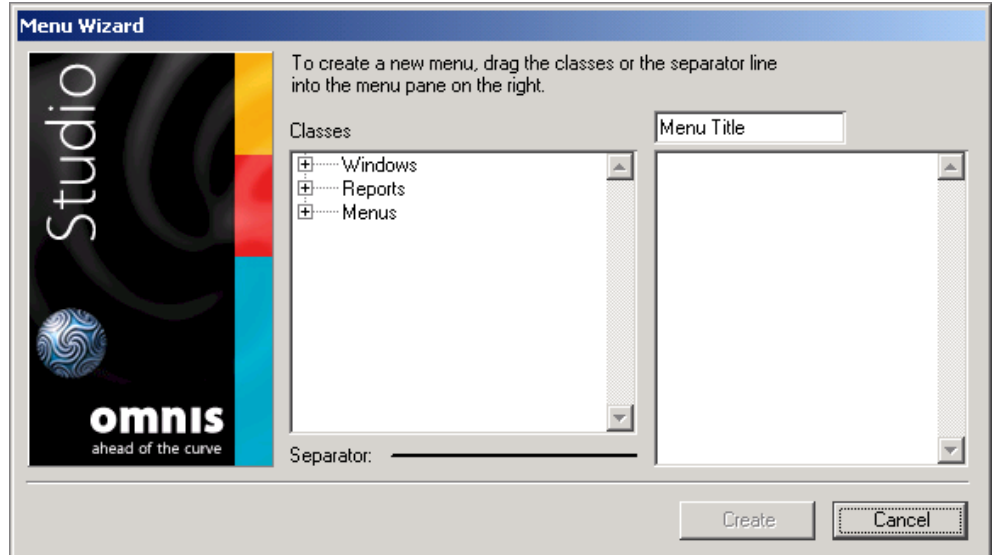 Menu Wizard
Studio
omnis
ahead of the curve
To create a new menu, drag the classes or the separator line
into the menu pane on the right.
Classes
Menu Title
Windows
Reports
Menus
Separator:
Create
Cancel